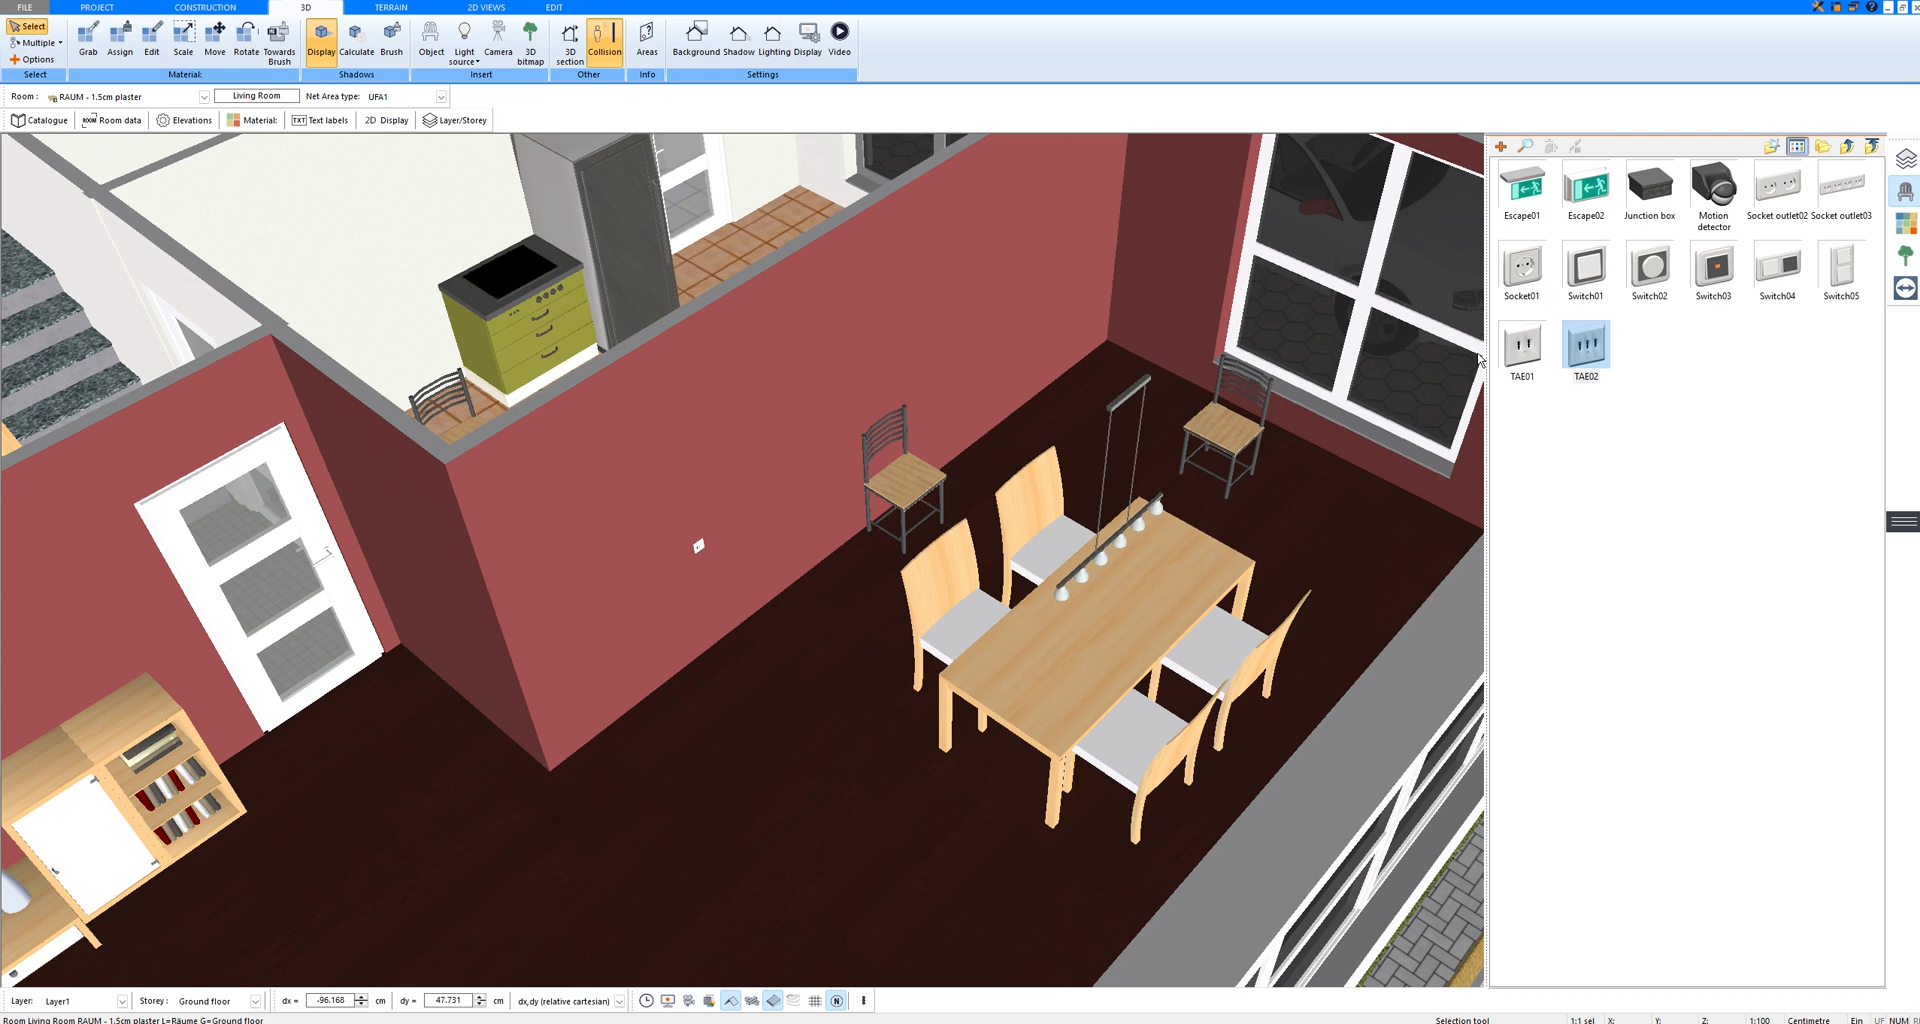 FILE PROJECT CONSTRUCTION 3D TERRAIN 2D VIEWS EDIT
Select
Multiple
Options
Select
Grab Assign Edit Scale Move Rotate Towards Brush
Material:
Display Calculate Brush
Shadows
Object Light source Camera 3D bitmap
Insert
3D section Collision
Other
Areas
Info
Background Shadow Lighting Display Video
Settings
Room : RAUM - 1.5cm plaster Living Room Net Area type: UFA1
Catalogue ROOM Room data Elevations Material: TXT Text labels 2D Display Layer/Storey
Escape01 Escape02 Junction box Motion detector Socket outlet02 Socket outlet03
Socket01 Switch01 Switch02 Switch03 Switch04 Switch05
TAE01 TAE02
Layer: Layer1 Storey : Ground floor dx = -96.168 cm dy = 47.731 cm dx,dy (relative cartesian)
Room Living Room RAUM - 1.5cm plaster L=Räume G=Ground floor Selection tool 1:1 sel X: Y: Z: 1:100 Centimetre Ein UF NUM